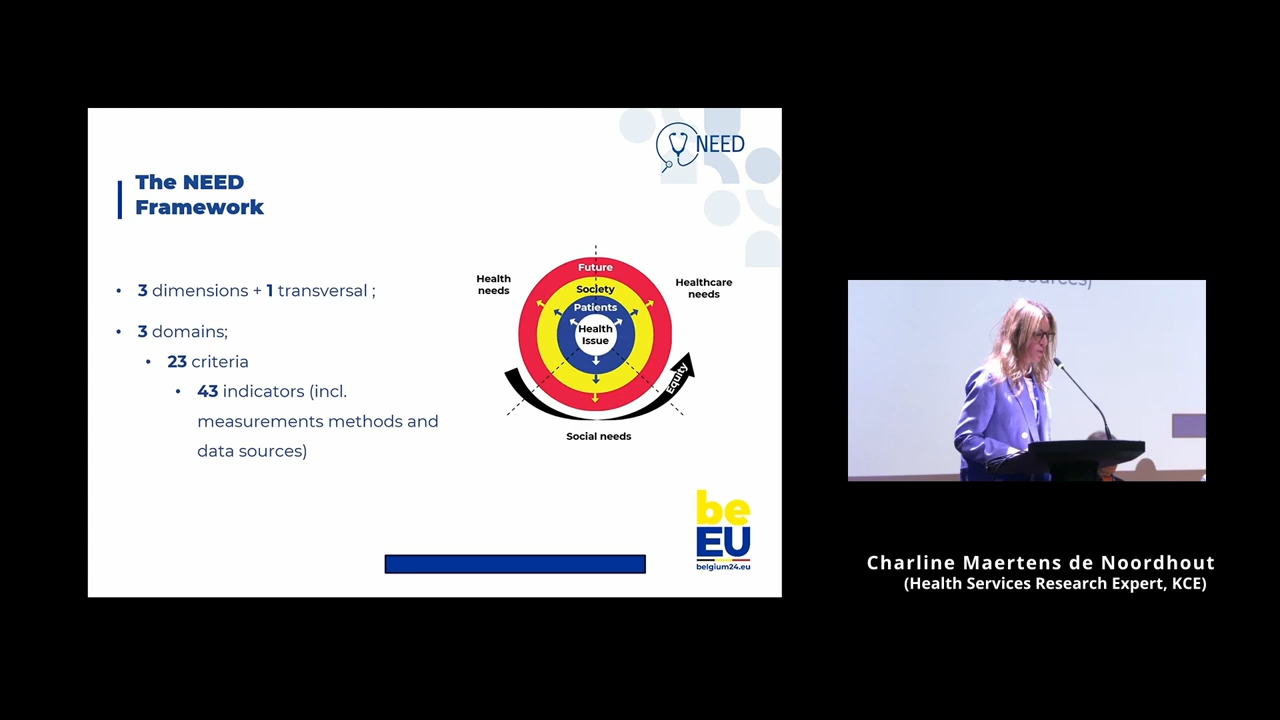 NEED
The NEED
Framework
• 3 dimensions + 1 transversal ;
• 3 domains;
• 23 criteria
• 43 indicators (incl.
measurements methods and
data sources)
Health
needs
Healthcare
needs
Future
Society
Patients
Health
Issue
Equity
Social needs
be
EU
belgium24.eu
sources)
Charline Maertens de Noordhout
(Health Services Research Expert, KCE)